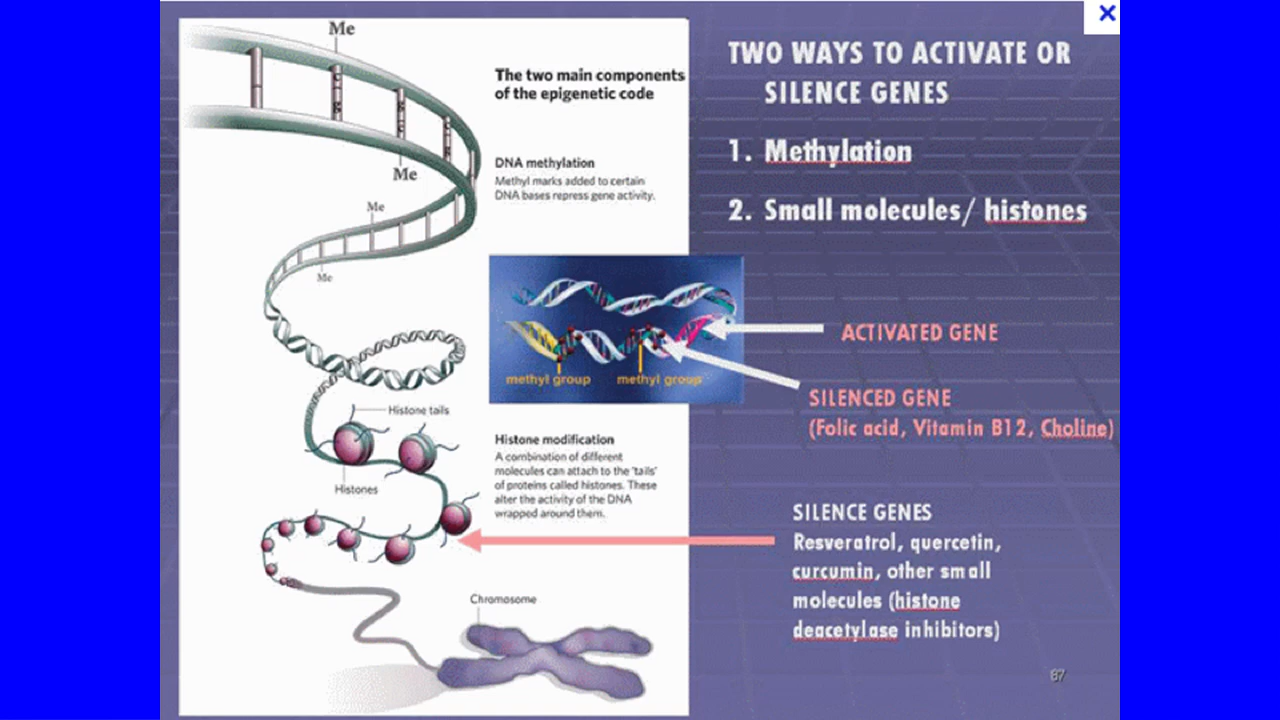 Me
The two main components
of the epigenetic code
DNA methylation
Methyl marks added to certain
DNA bases repress gene activity.
Me
Me
Me
methyl group
methyl group
Histone tails
Histones
Histone modification
A combination of different
molecules can attach to the 'tails'
of proteins called histones. These
alter the activity of the DNA
wrapped around them.
Chromosome
TWO WAYS TO ACTIVATE OR
SILENCE GENES
1. Methylation
2. Small molecules/ histones
ACTIVATED GENE
SILENCED GENE
(Folic acid, Vitamin B12, Choline)
SILENCE GENES
Resveratrol, quercetin,
curcumin, other small
molecules (histone
deacetylase inhibitors)
87